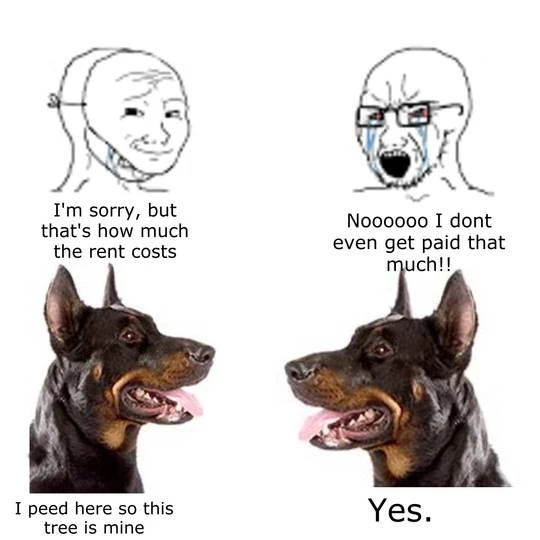 I'm sorry, but
that's how much
the rent costs
Noooooo I dont
even get paid that
much!!
I peed here so this
tree is mine
Yes.